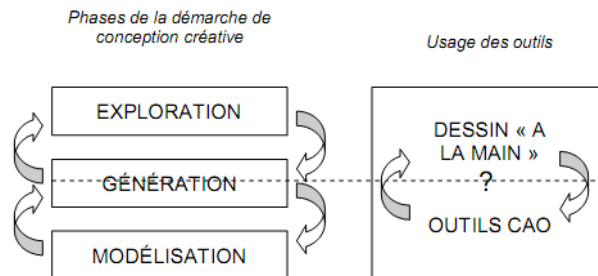 Phases de la démarche de
conception créative
Usage des outils
EXPLORATION
GÉNÉRATION
MODÉLISATION
DESSIN « A
LA MAIN »
?
OUTILS CAO